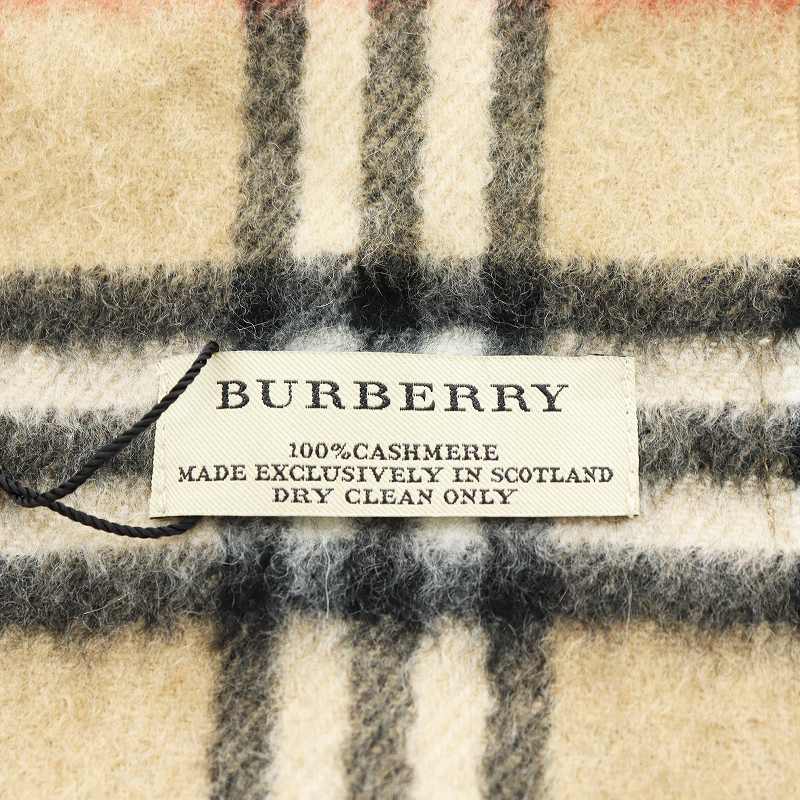 BURBERRY
100%CASHMERE
MADE EXCLUSIVELY IN SCOTLAND
DRY CLEAN ONLY